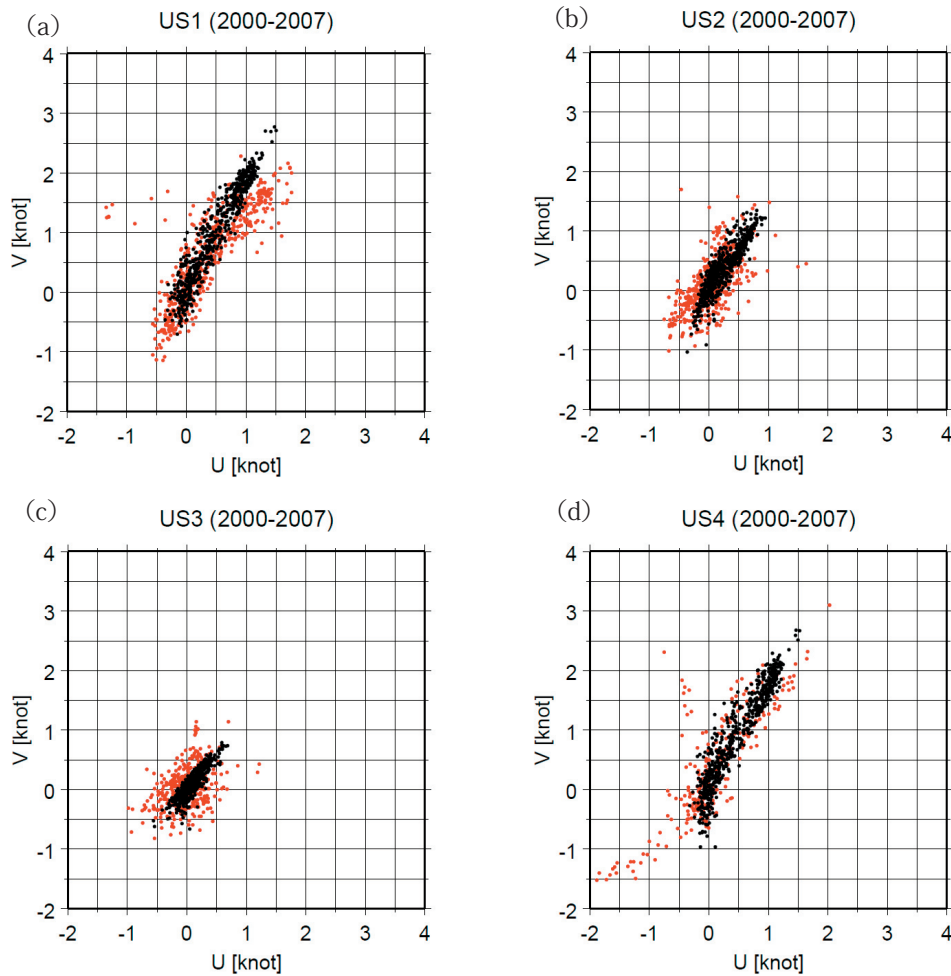 (a) US1 (2000-2007)
4
3
2
1
0
-1
-2
V [knot]
-2 -1 0 1 2 3 4
U [knot]
(b) US2 (2000-2007)
4
3
2
1
0
-1
-2
V [knot]
-2 -1 0 1 2 3 4
U [knot]
(c) US3 (2000-2007)
4
3
2
1
0
-1
-2
V [knot]
-2 -1 0 1 2 3 4
U [knot]
(d) US4 (2000-2007)
4
3
2
1
0
-1
-2
V [knot]
-2 -1 0 1 2 3 4
U [knot]